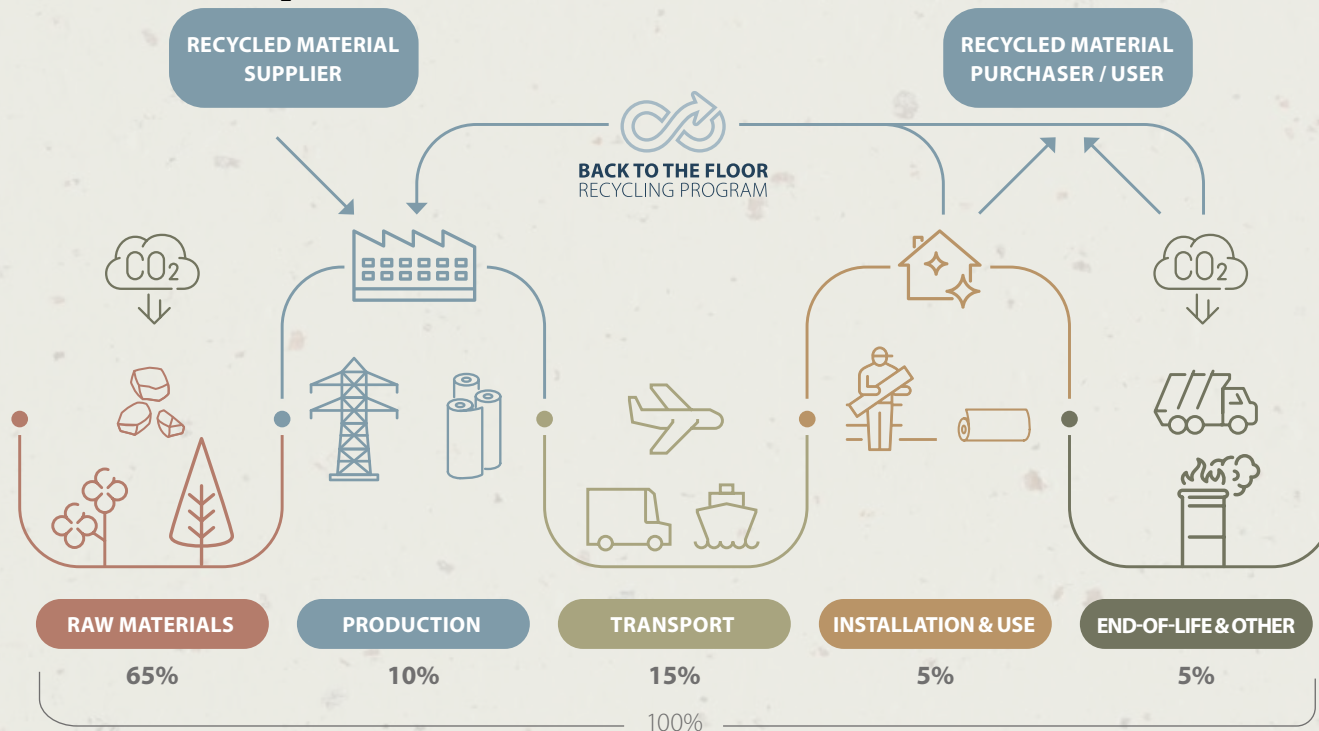 RECYCLED MATERIAL
SUPPLIER
RECYCLED MATERIAL
PURCHASER / USER
BACK TO THE FLOOR
RECYCLING PROGRAM
CO2
CO2
RAW MATERIALS
PRODUCTION
TRANSPORT
INSTALLATION & USE
END-OF-LIFE & OTHER
65%
10%
15%
5%
5%
100%